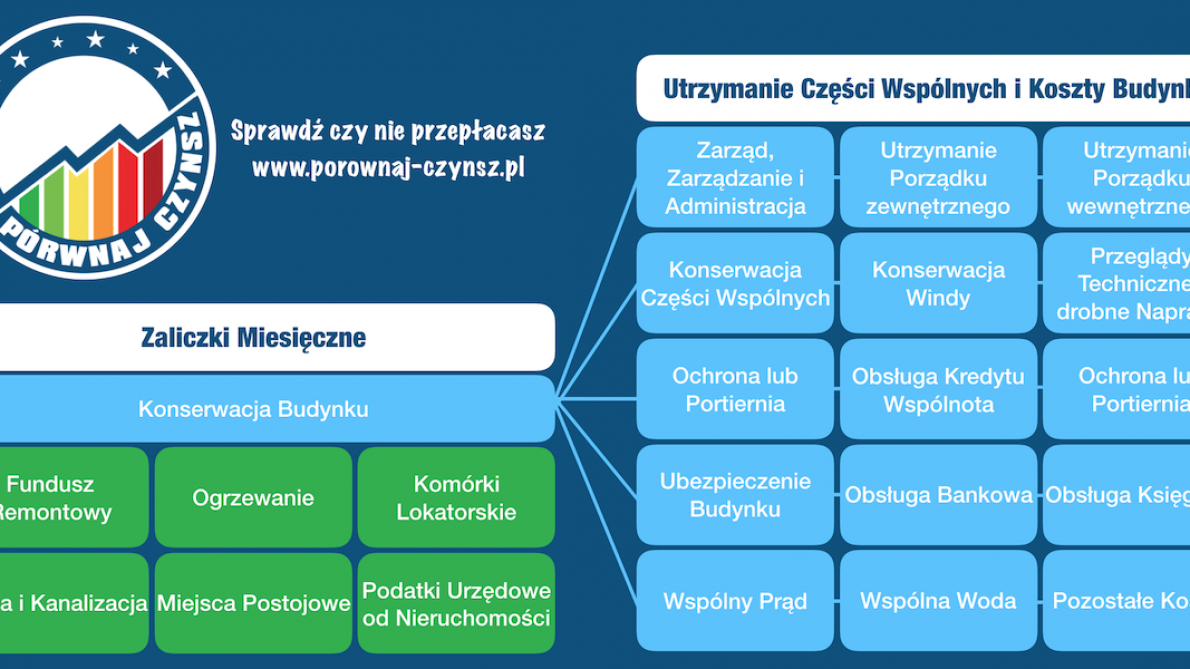 PÓRWNAJ CZYNSZ
Sprawdź czy nie przepłacasz
www.porownaj-czynsz.pl
Zaliczki Miesięczne
Konserwacja Budynku
Fundusz
Remontowy
Ogrzewanie
Komórki
Lokatorskie
a i Kanalizacja
Miejsca Postojowe
Podatki Urzędowe
od Nieruchomości
Utrzymanie Części Wspólnych i Koszty Budynk
Zarząd,
Zarządzanie i
Administracja
Utrzymanie
Porządku
zewnętrznego
Utrzymanie
Porządku
wewnętrzne
Konserwacja
Części Wspólnych
Konserwacja
Windy
Przeglądy
Techniczne
drobne Napra
Ochrona lub
Portiernia
Obsługa Kredytu
Wspólnota
Ochrona lu
Portiernia
Ubezpieczenie
Budynku
Obsługa Bankowa
Obsługa Księg
Wspólny Prąd
Wspólna Woda
Pozostałe Ko